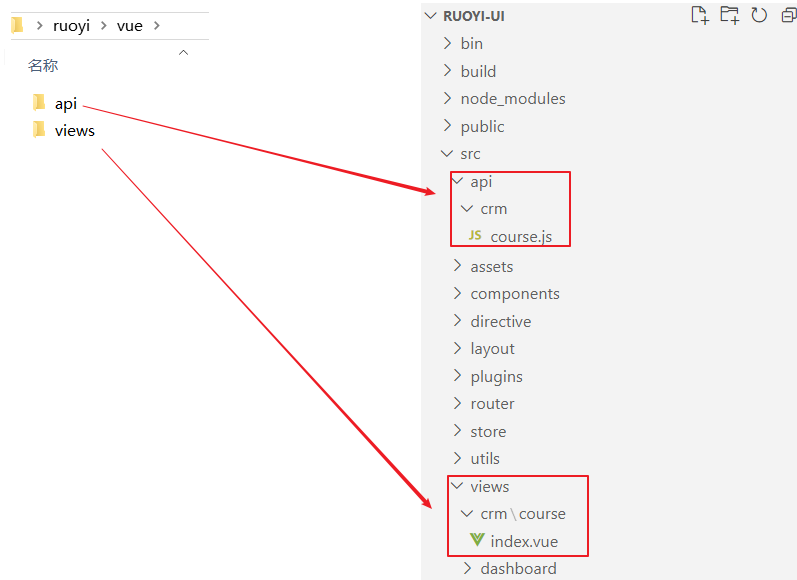 ruoyi > vue >
名称
api
views
RUOYI-UI
bin
build
node_modules
public
src
api
crm
JS course.js
assets
components
directive
layout
plugins
router
store
utils
views
crm\course
index.vue
dashboard